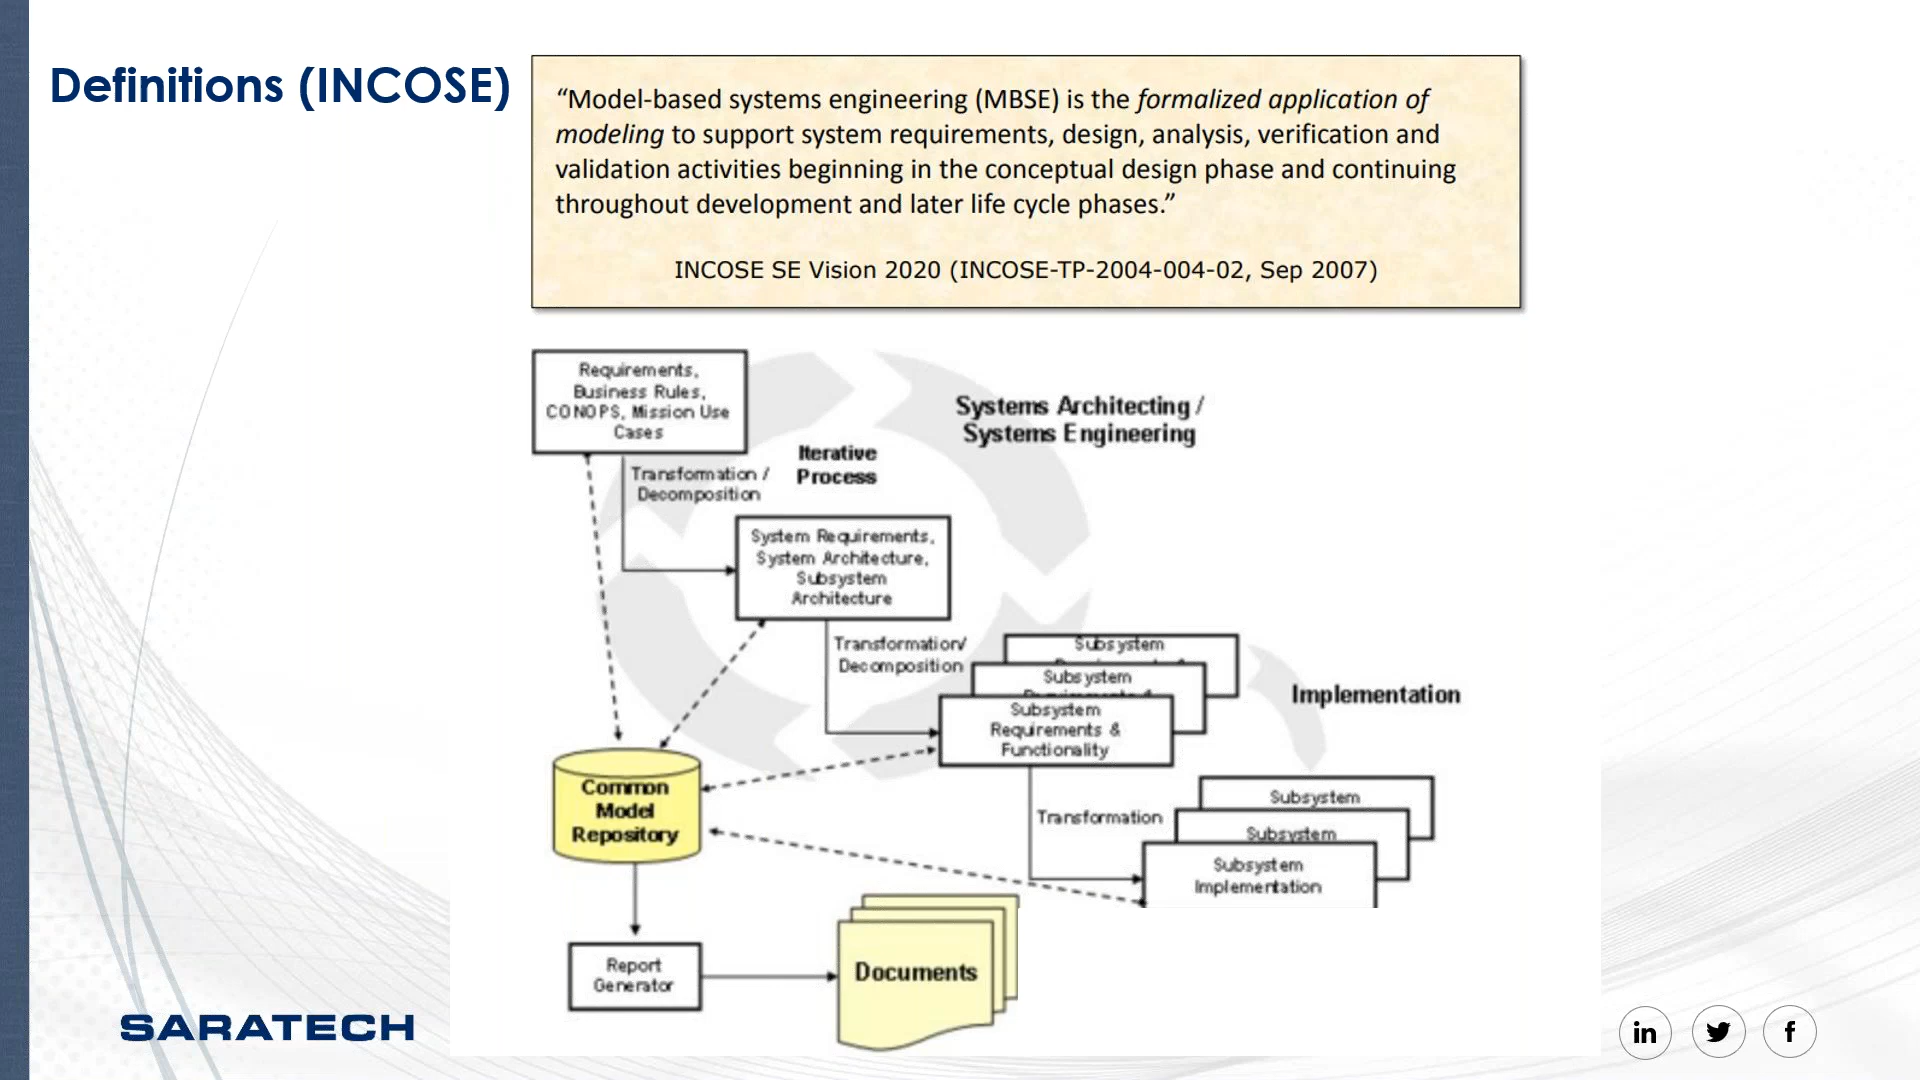 Definitions (INCOSE)
“Model-based systems engineering (MBSE) is the formalized application of
modeling to support system requirements, design, analysis, verification and
validation activities beginning in the conceptual design phase and continuing
throughout development and later life cycle phases.”
INCOSE SE Vision 2020 (INCOSE-TP-2004-004-02, Sep 2007)
Requirements,
Business Rules,
CONOPS, Mission Use
Cases
Systems Architecting /
Systems Engineering
Iterative
Process
Transformation /
Decomposition
System Requirements,
System Architecture,
Subsystem
Architecture
Transformation/
Decomposition
Subsystem
Subsystem
Subsystem
Requirements &
Functionality
Implementation
Common
Model
Repository
Transformation
Subsystem
Subsystem
Subsystem
Implementation
Report
Generator
Documents
SARATECH
in
f